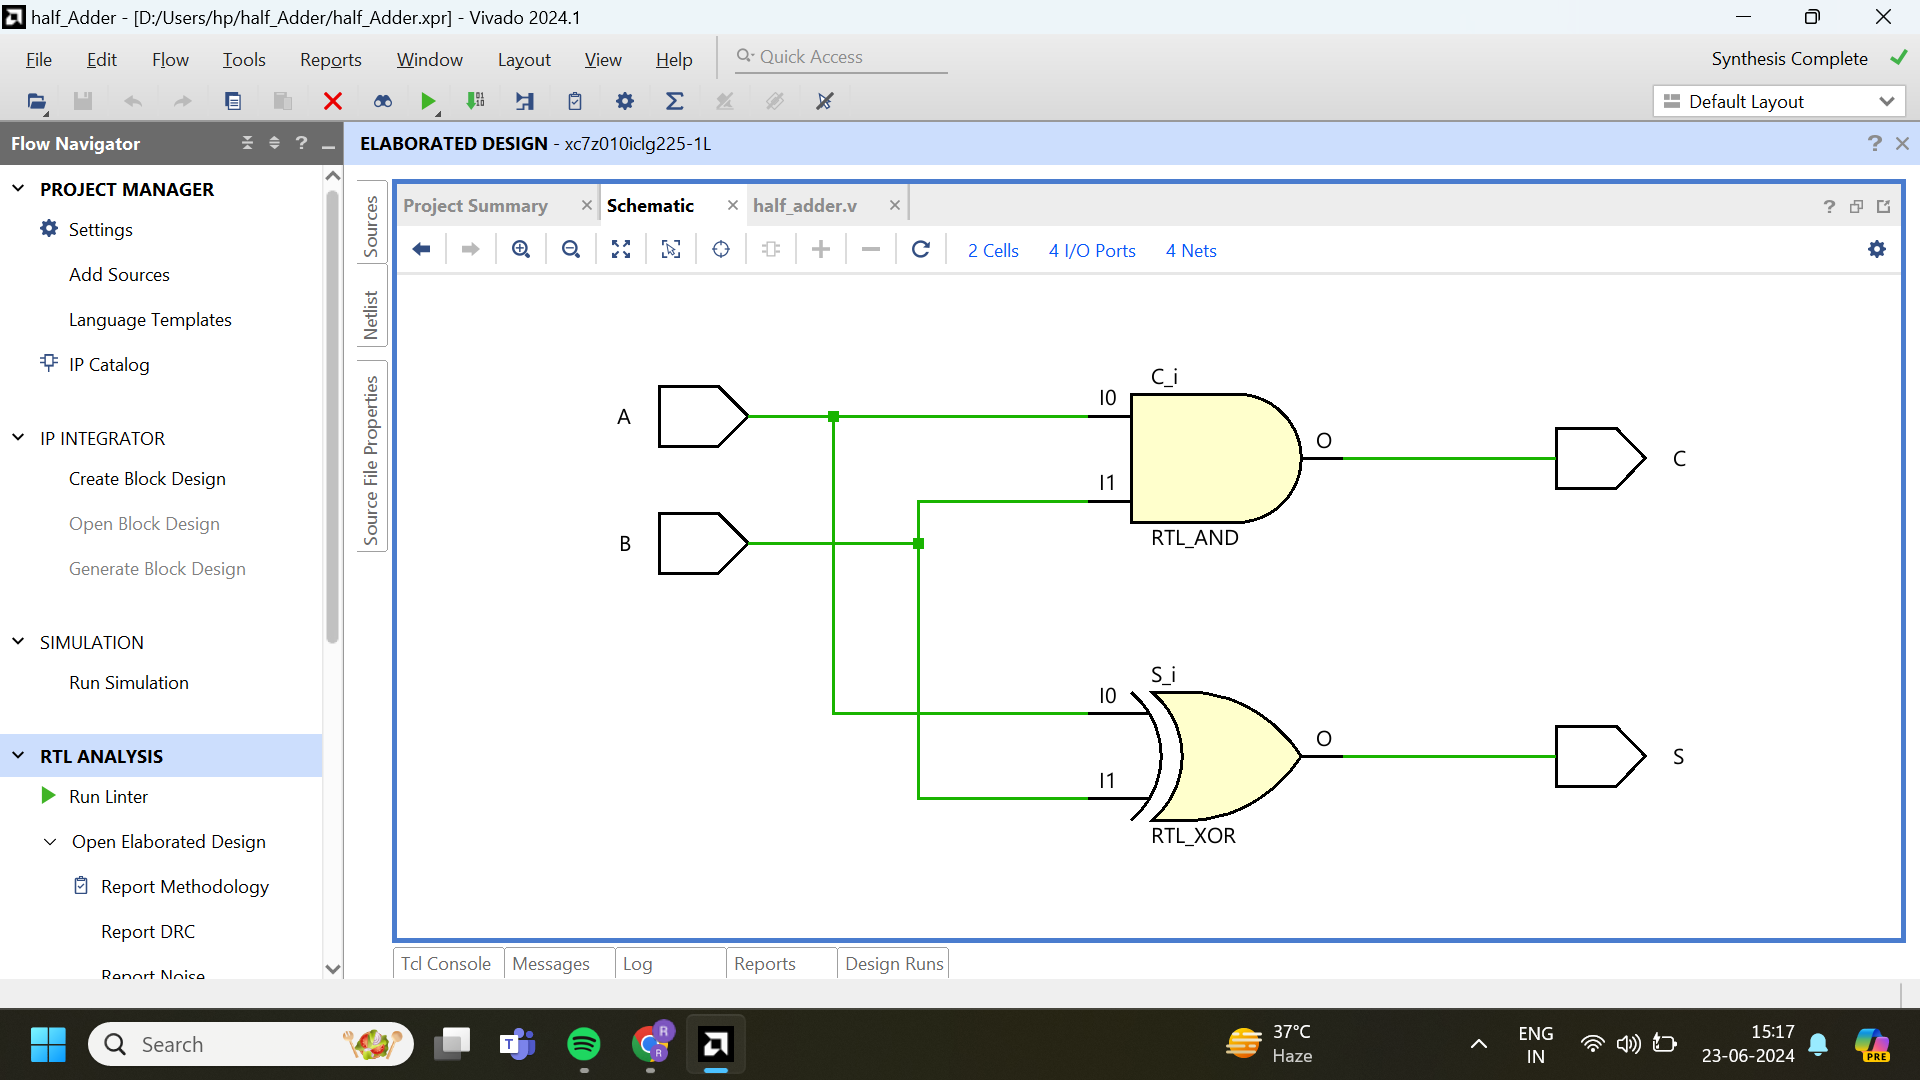 half_Adder - [D:/Users/hp/half_Adder/half_Adder.xpr] - Vivado 2024.1
File Edit Flow Tools Reports Window Layout View Help Quick Access Synthesis Complete
Default Layout
Flow Navigator
ELABORATED DESIGN - xc7z010iclg225-1L
PROJECT MANAGER
Settings
Add Sources
Language Templates
IP Catalog
IP INTEGRATOR
Create Block Design
Open Block Design
Generate Block Design
SIMULATION
Run Simulation
RTL ANALYSIS
Run Linter
Open Elaborated Design
Report Methodology
Report DRC
Report Noise
Sources
Netlist
Source File Properties
Project Summary Schematic half_adder.v
2 Cells 4 I/O Ports 4 Nets
A
B
C_i
I0
I1
O
RTL_AND
C
S_i
I0
I1
O
RTL_XOR
S
Tcl Console Messages Log Reports Design Runs
Search
37°C
Haze
ENG
IN
15:17
23-06-2024
PRE